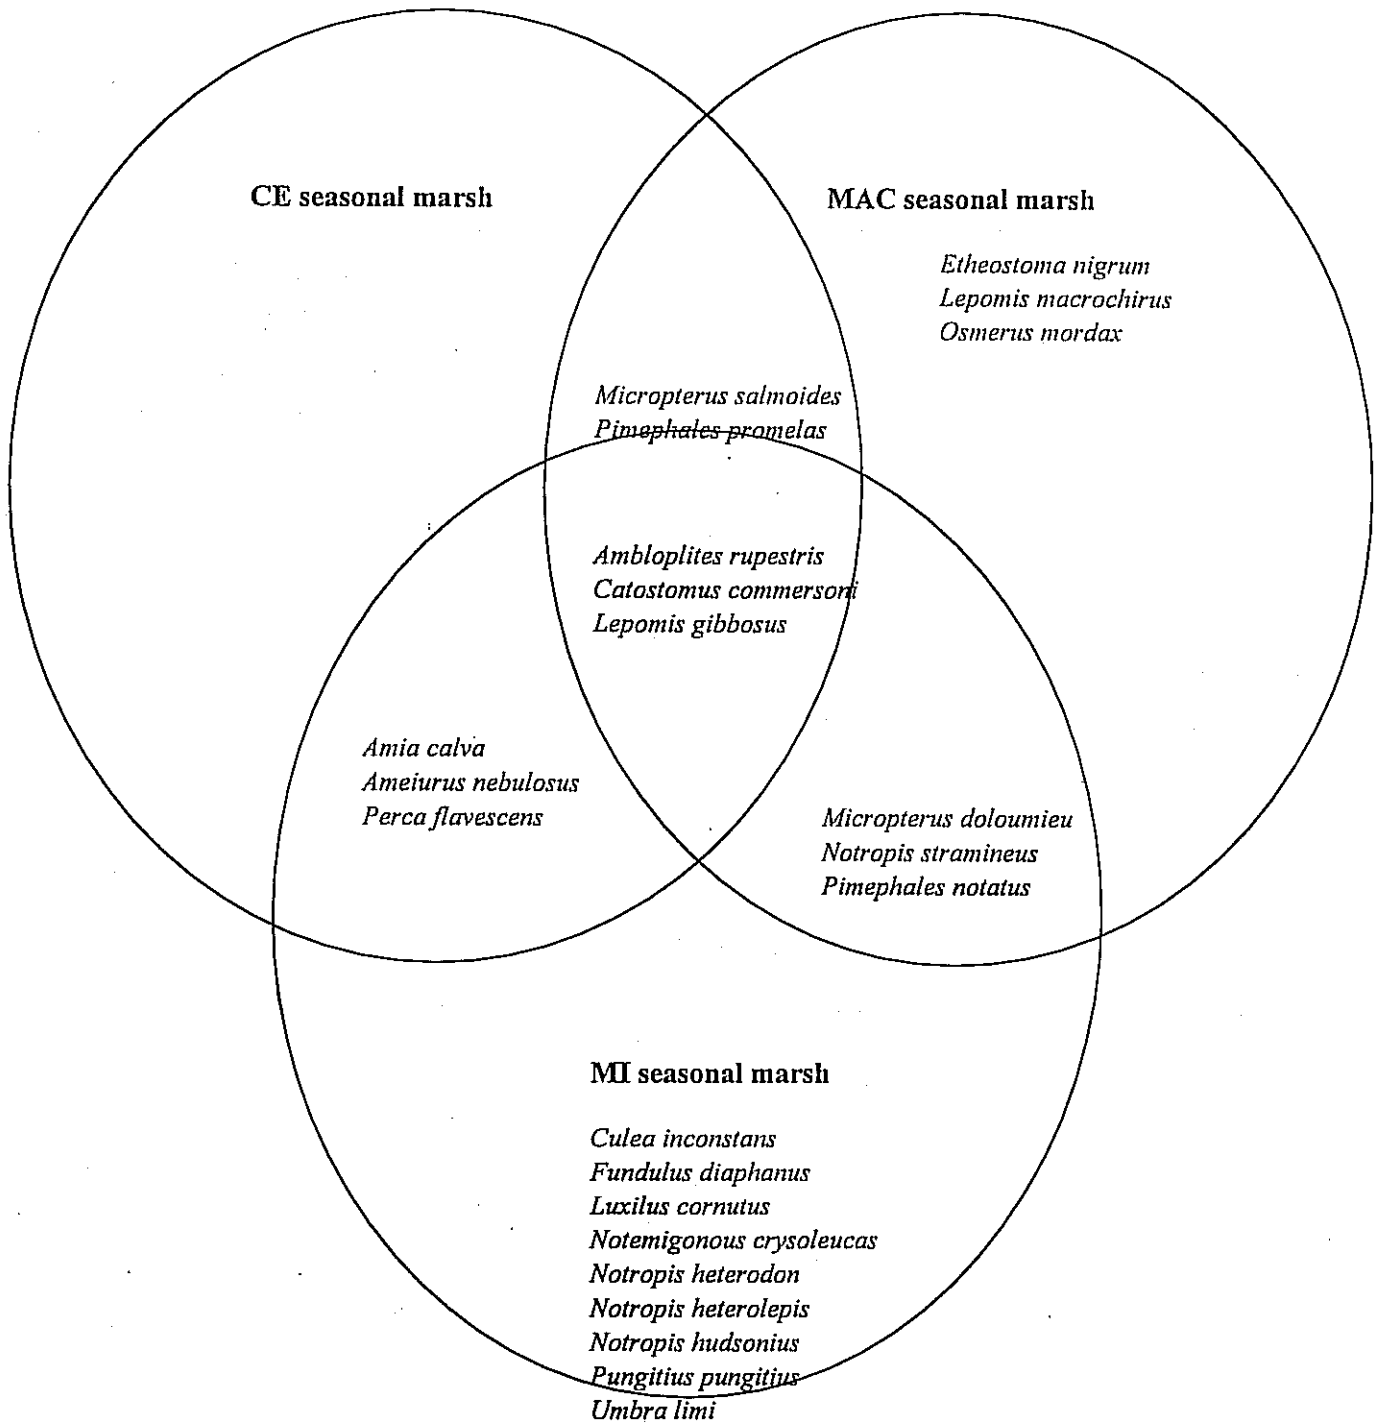 CE seasonal marsh
MAC seasonal marsh
Etheostoma nigrum
Lepomis macrochirus
Osmerus mordax
Micropterus salmoides
Pimephales promelas
Ambloplites rupestris
Catostomus commersoni
Lepomis gibbosus
Amia calva
Ameiurus nebulosus
Perca flavescens
Micropterus doloumieu
Notropis stramineus
Pimephales notatus
MI seasonal marsh
Culea inconstans
Fundulus diaphanus
Luxilus cornutus
Notemigonous crysoleucas
Notropis heterodon
Notropis heterolepis
Notropis hudsonius
Pungitius pungitius
Umbra limi